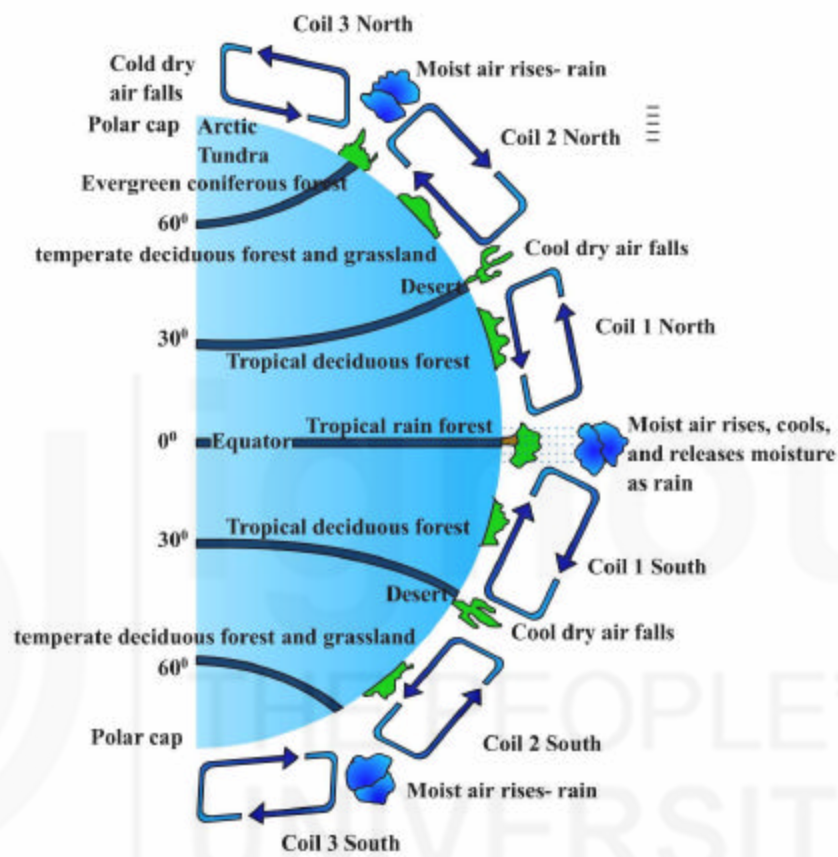 Coil 3 North
Cold dry
air falls
Moist air rises- rain
Polar cap
Arctic
Tundra
Coil 2 North
Evergreen coniferous forest
60⁰
temperate deciduous forest and grassland
Cool dry air falls
Desert
Coil 1 North
30⁰
Tropical deciduous forest
Tropical rain forest
Moist air rises, cools,
and releases moisture
as rain
0⁰
Equator
Tropical deciduous forest
30⁰
Coil 1 South
Desert
Cool dry air falls
temperate deciduous forest and grassland
60⁰
Polar cap
Coil 2 South
Moist air rises- rain
Coil 3 South
ignou
THE PEOPLE'
UNIVERSIT